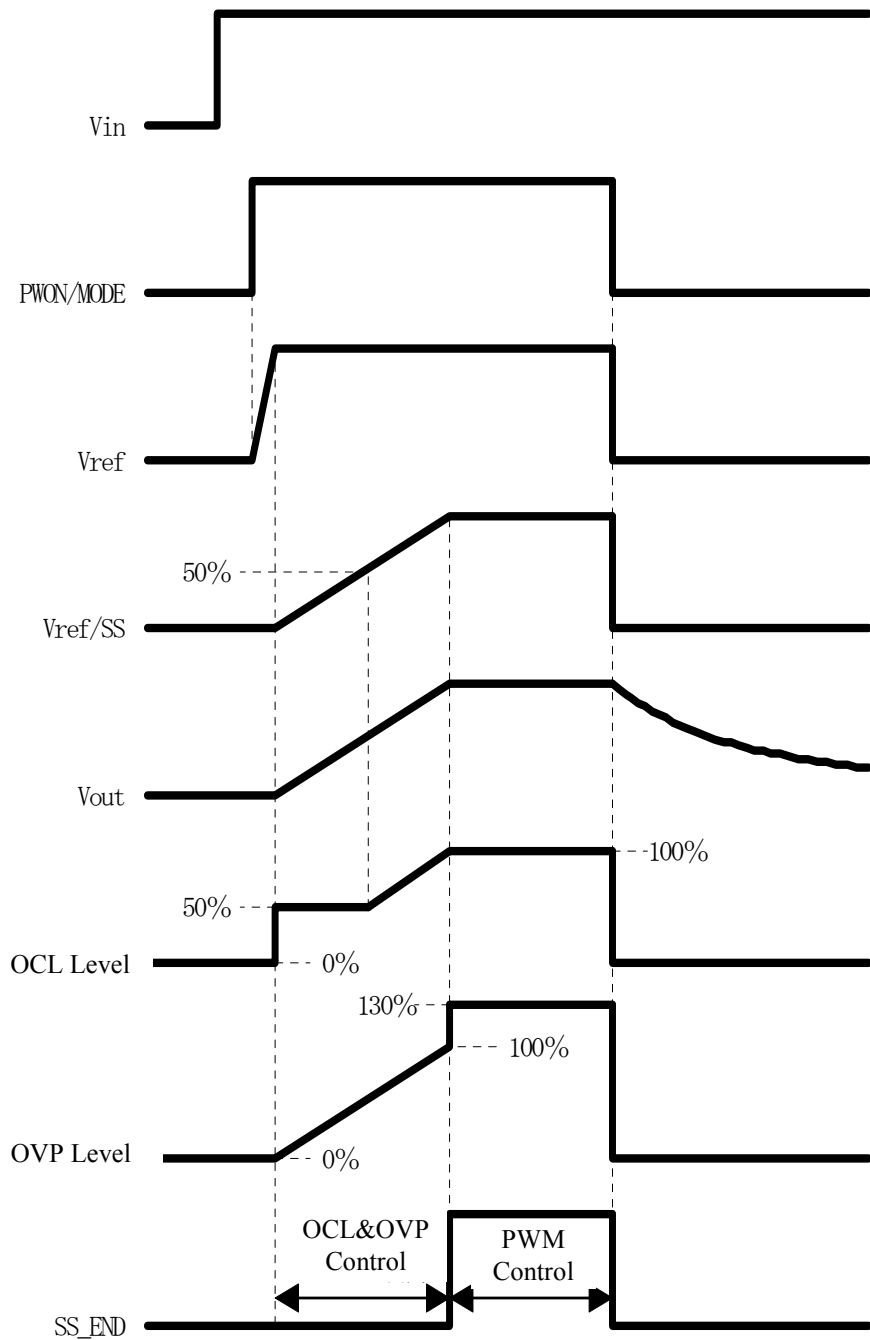 Vin
PWON/MODE
Vref
50%
Vref/SS
Vout
100%
50%
OCL Level
0%
130%
100%
OVP Level
0%
OCL&OVP
Control
PWM
Control
SS_END